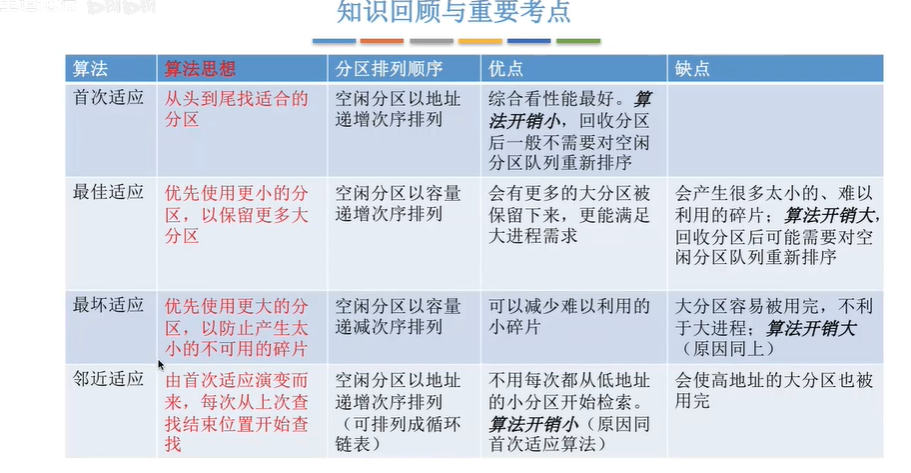 知识回顾与重要考点
算法
算法思想
分区排列顺序
优点
缺点
首次适应
从头到尾找适合的
分区
空闲分区以地址
递增次序排列
综合看性能最好。算
法开销小，回收分区
后一般不需要对空闲
分区队列重新排序
最佳适应
优先使用更小的分
区，以保留更多大
分区
空闲分区以容量
递增次序排列
会有更多的大分区被
保留下来，更能满足
大进程需求
会产生很多太小的、难以
利用的碎片；算法开销大，
回收分区后可能需要对空
闲分区队列重新排序
最坏适应
优先使用更大的分
区，以防止产生太
小的不可用的碎片
空闲分区以容量
递减次序排列
可以减少难以利用的
小碎片
大分区容易被用完，不利
于大进程；算法开销大
（原因同上）
邻近适应
由首次适应演变而
来，每次从上次查
找结束位置开始查
找
空闲分区以地址
递增次序排列
（可排列成循环
链表）
不用每次都从低地址
的小分区开始检索。
算法开销小（原因同
首次适应算法）
会使高地址的大分区也被
用完